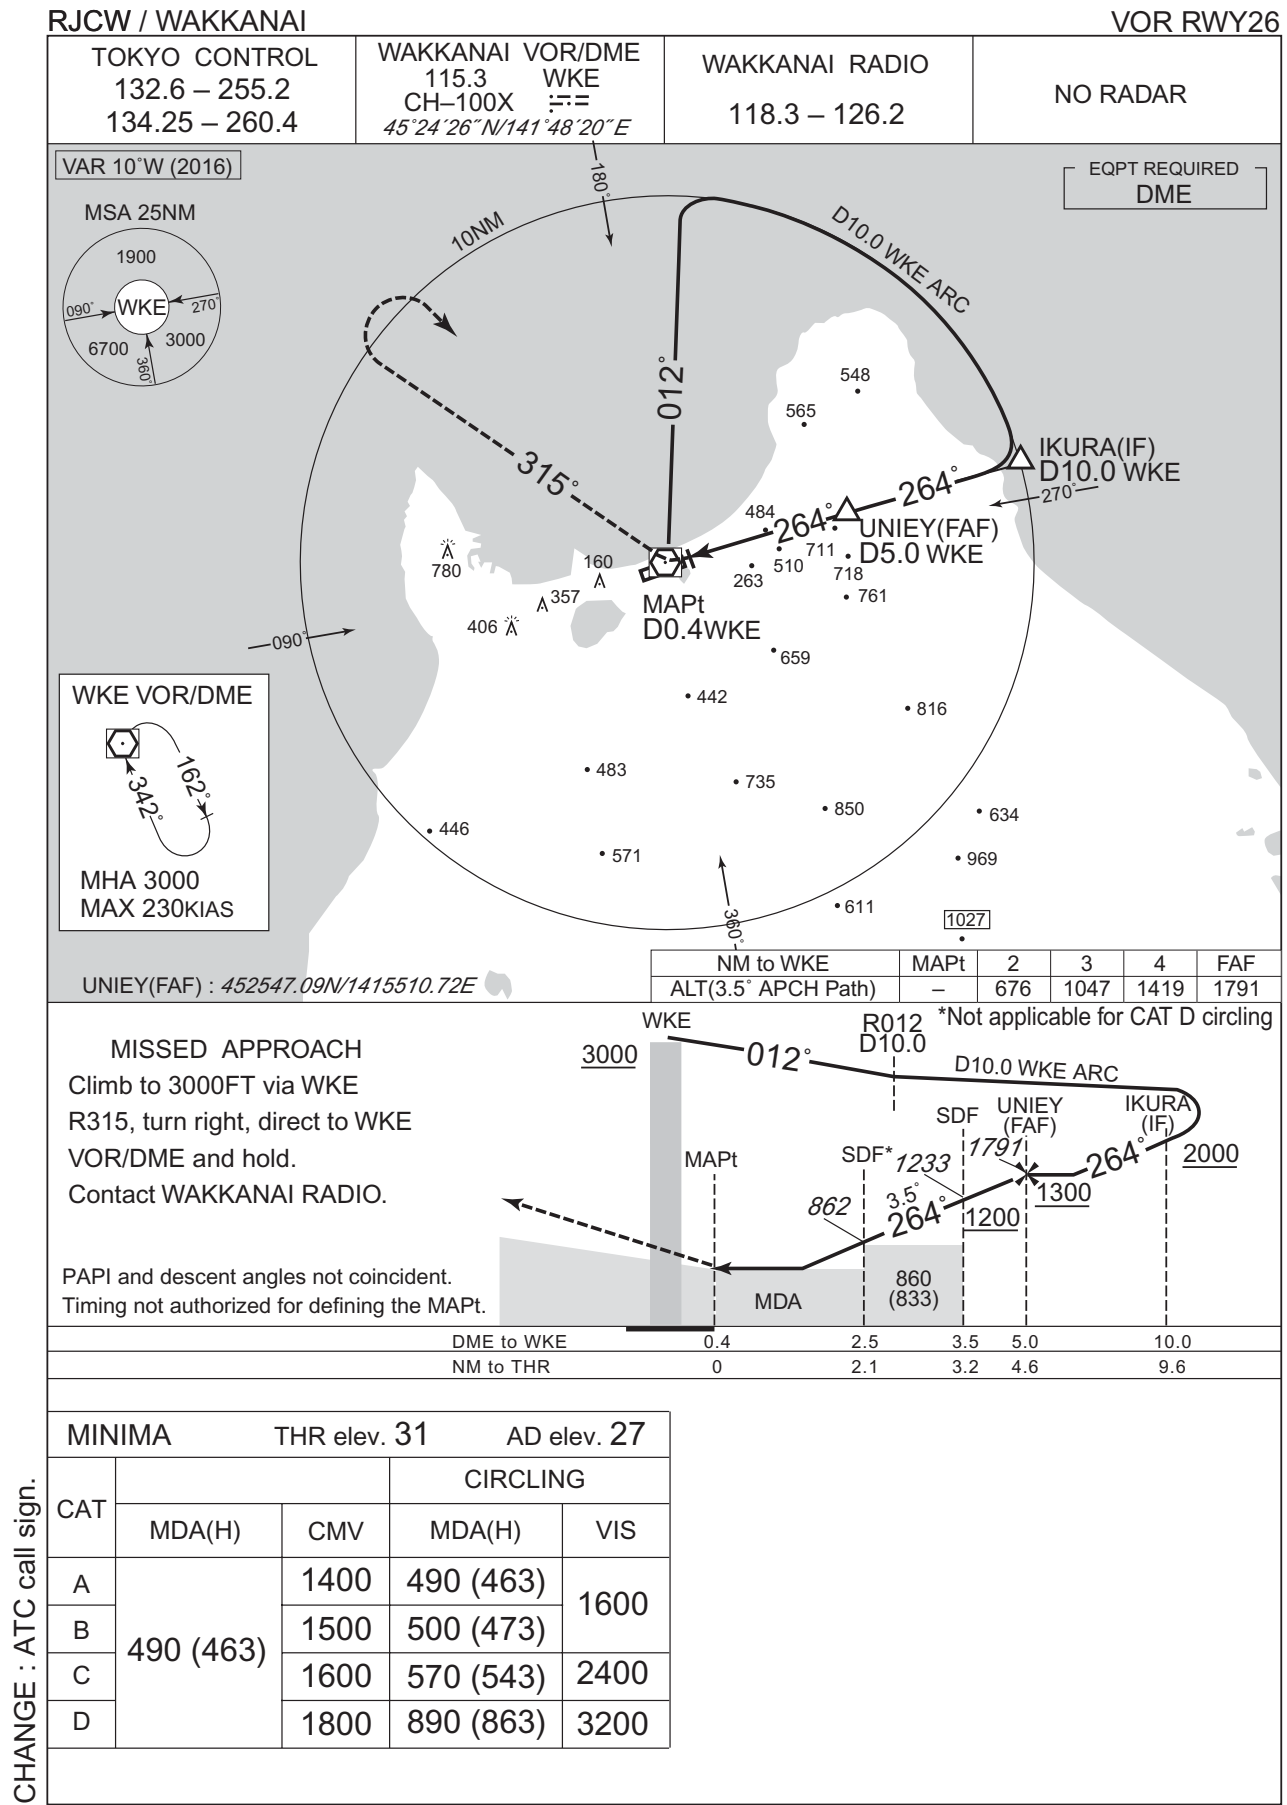 RJCW / WAKKANAI
VOR RWY26
TOKYO CONTROL
132.6 – 255.2
134.25 – 260.4
WAKKANAI VOR/DME
115.3 WKE
CH–100X
45°24´26˝N/141°48´20˝E
WAKKANAI RADIO
118.3 – 126.2
NO RADAR
VAR 10°W (2016)
EQPT REQUIRED
DME
MSA 25NM
1900
090°
WKE
270°
6700
3000
360°
180°
10NM
D10.0 WKE ARC
012°
548
565
315°
IKURA(IF)
D10.0 WKE
270°
264°
484
264°
UNIEY(FAF)
D5.0 WKE
711
510
718
263
761
780
160
357
406
MAPt
D0.4WKE
090°
659
442
816
483
735
850
634
446
571
969
611
1027
360°
WKE VOR/DME
162°
342°
MHA 3000
MAX 230KIAS
UNIEY(FAF) : 452547.09N/1415510.72E
NM to WKE MAPt 2 3 4 FAF
ALT(3.5° APCH Path) – 676 1047 1419 1791
*Not applicable for CAT D circling
MISSED APPROACH
Climb to 3000FT via WKE
R315, turn right, direct to WKE
VOR/DME and hold.
Contact WAKKANAI RADIO.
PAPI and descent angles not coincident.
Timing not authorized for defining the MAPt.
WKE
3000
012°
R012
D10.0
D10.0 WKE ARC
MAPt
SDF*
SDF
UNIEY
(FAF)
IKURA
(IF)
862
1233
1791
3.5°
264°
264°
2000
1300
1200
MDA
860
(833)
DME to WKE 0.4 2.5 3.5 5.0 10.0
NM to THR 0 2.1 3.2 4.6 9.6
MINIMA THR elev. 31 AD elev. 27
CAT
CIRCLING
MDA(H) CMV MDA(H) VIS
A 1400 490 (463)
1600
B 1500 500 (473)
490 (463)
C 1600 570 (543) 2400
D 1800 890 (863) 3200
CHANGE : ATC call sign.